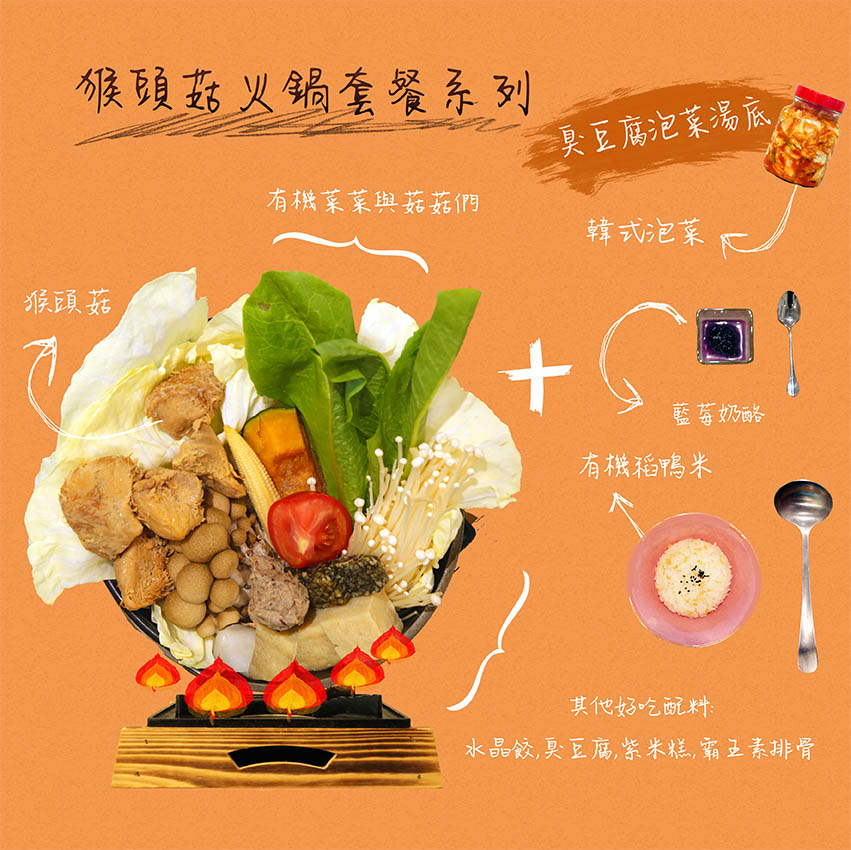 猴頭菇火鍋套餐系列
臭豆腐泡菜湯底
有機菜菜與菇菇們
韓式泡菜
猴頭菇
藍莓奶酪
有機稻鴨米
其他好吃配料:
水晶餃,臭豆腐,紫米糕,霸王素排骨